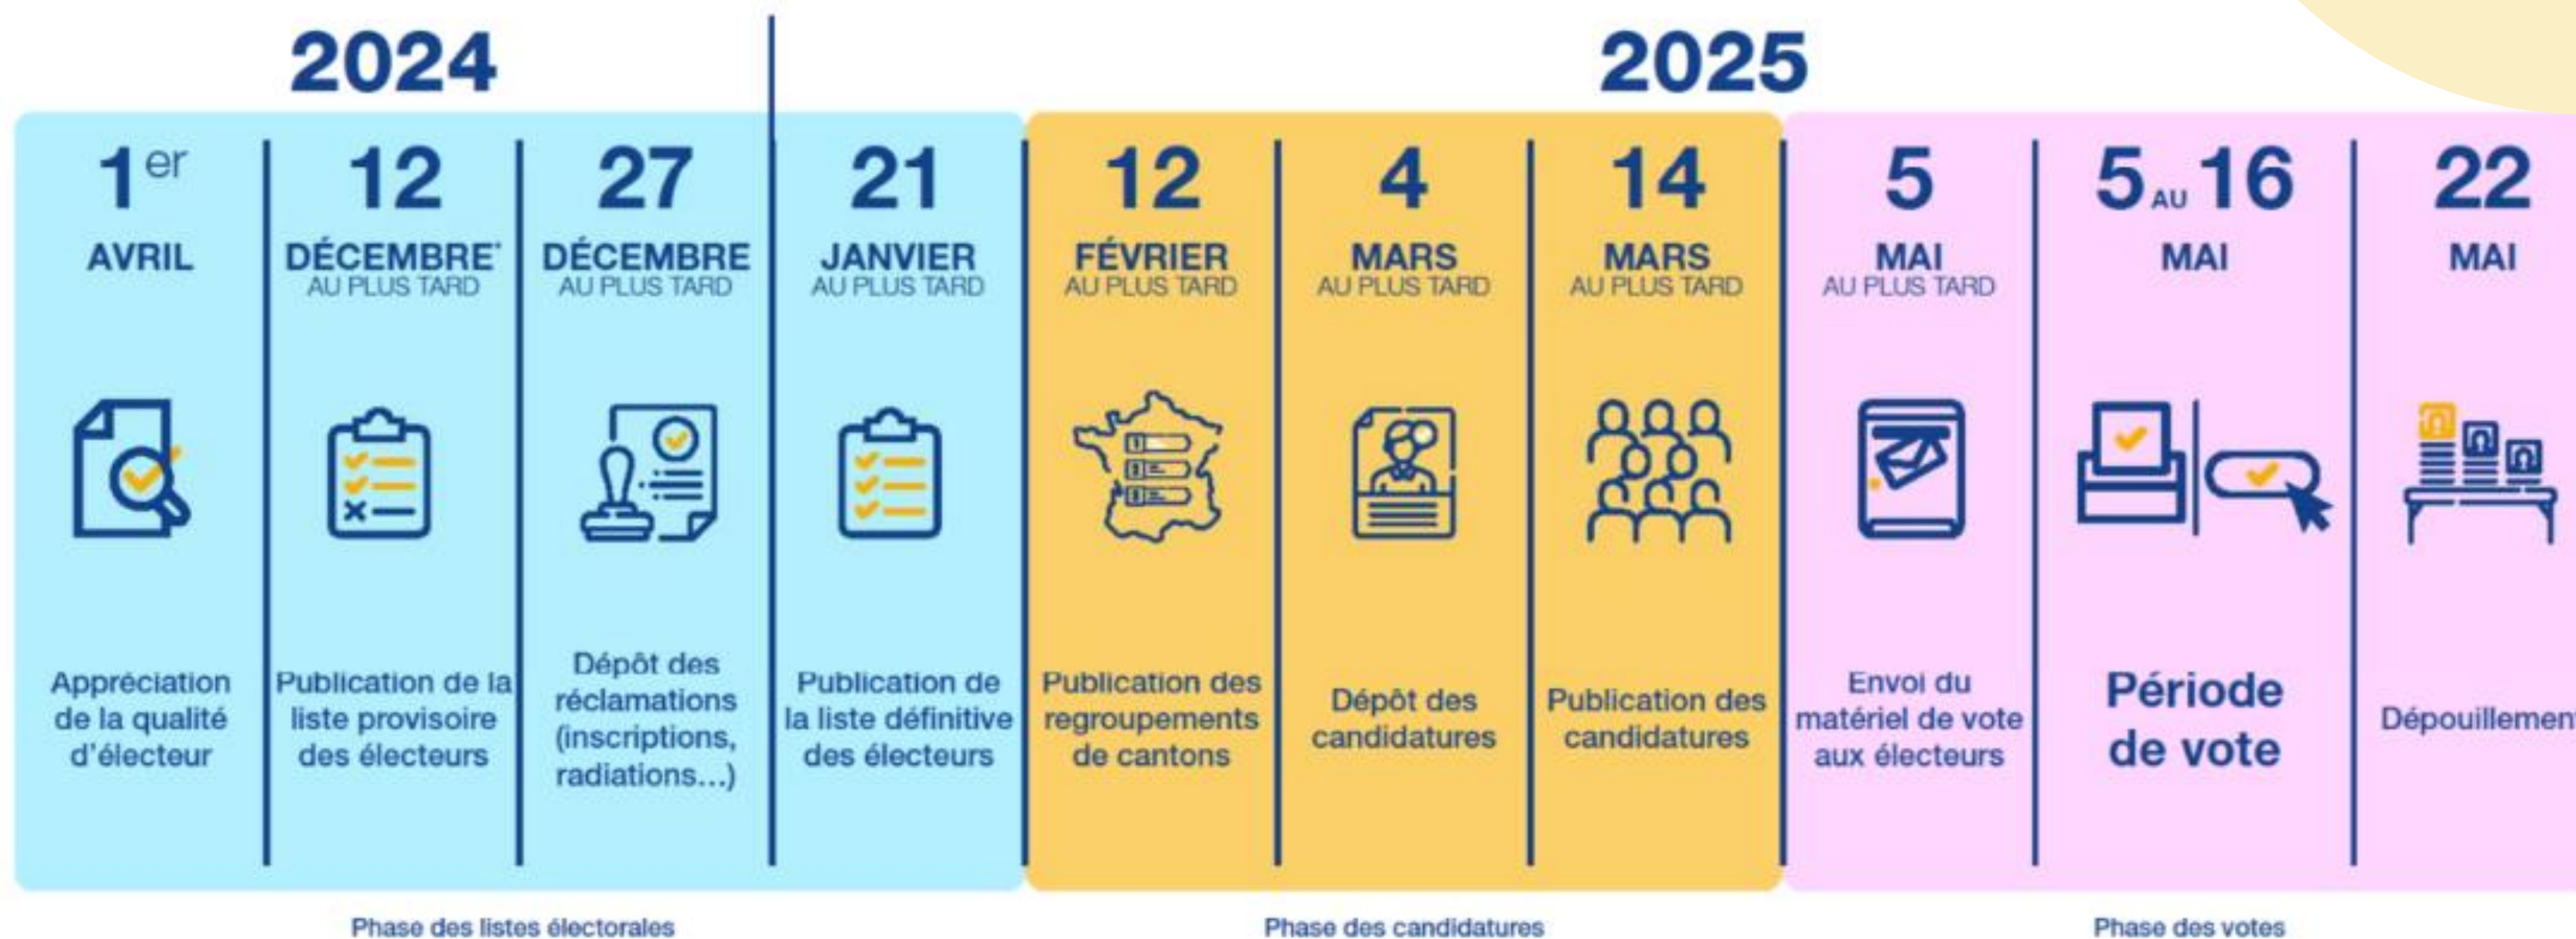 2024
2025
1er
AVRIL
Appréciation
de la qualité
d'électeur
12
DÉCEMBRE*
AU PLUS TARD
Publication de la
liste provisoire
des électeurs
27
DÉCEMBRE
AU PLUS TARD
Dépôt des
réclamations
(inscriptions,
radiations...)
21
JANVIER
AU PLUS TARD
Publication de
la liste définitive
des électeurs
12
FÉVRIER
AU PLUS TARD
Publication des
regroupements
de cantons
4
MARS
AU PLUS TARD
Dépôt des
candidatures
14
MARS
AU PLUS TARD
Publication des
candidatures
5
MAI
AU PLUS TARD
Envoi du
matériel de vote
aux électeurs
5 AU 16
MAI
Période
de vote
22
MAI
Dépouillement
Phase des listes électorales
Phase des candidatures
Phase des votes